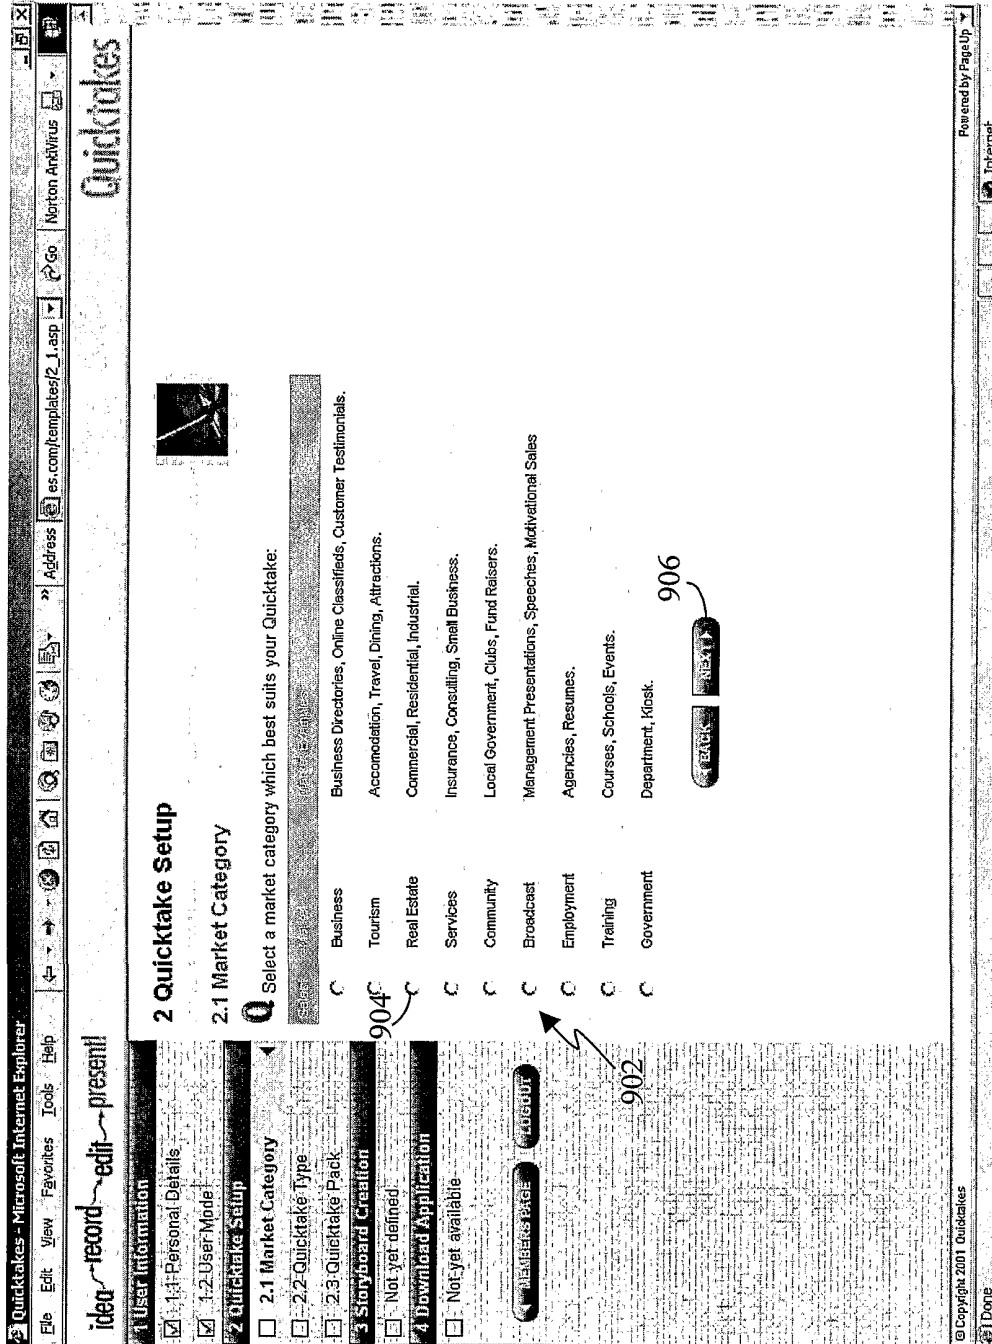 Quicktakes - Microsoft Internet Explorer
File Edit View Favorites Tools Help
» Address es.com/templates/2_1.asp Go Norton AntiVirus
idea record edit present!
Quicktakes
1 User Information
1.1 Personal Details
1.2 User Mode
2 Quicktake Setup
2.1 Market Category
2.2 Quicktake Type
2.3 Quicktake Pack
3 Storyboard Creation
Not yet defined
4 Download Application
Not yet available
MEMBERS PAGE LOGOUT
2 Quicktake Setup
2.1 Market Category
Q Select a market category which best suits your Quicktake:
Select
Business Business Directories, Online Classifieds, Customer Testimonials.
Tourism Accomodation, Travel, Dining, Attractions.
Real Estate Commercial, Residential, Industrial.
Services Insurance, Consulting, Small Business.
Community Local Government, Clubs, Fund Raisers.
Broadcast Management Presentations, Speeches, Motivational Sales
Employment Agencies, Resumes.
Training Courses, Schools, Events.
Government Department, Kiosk.
BACK NEXT
904
902
906
© Copyright 2001 Quicktakes
Powered by PageUp
Done
Internet